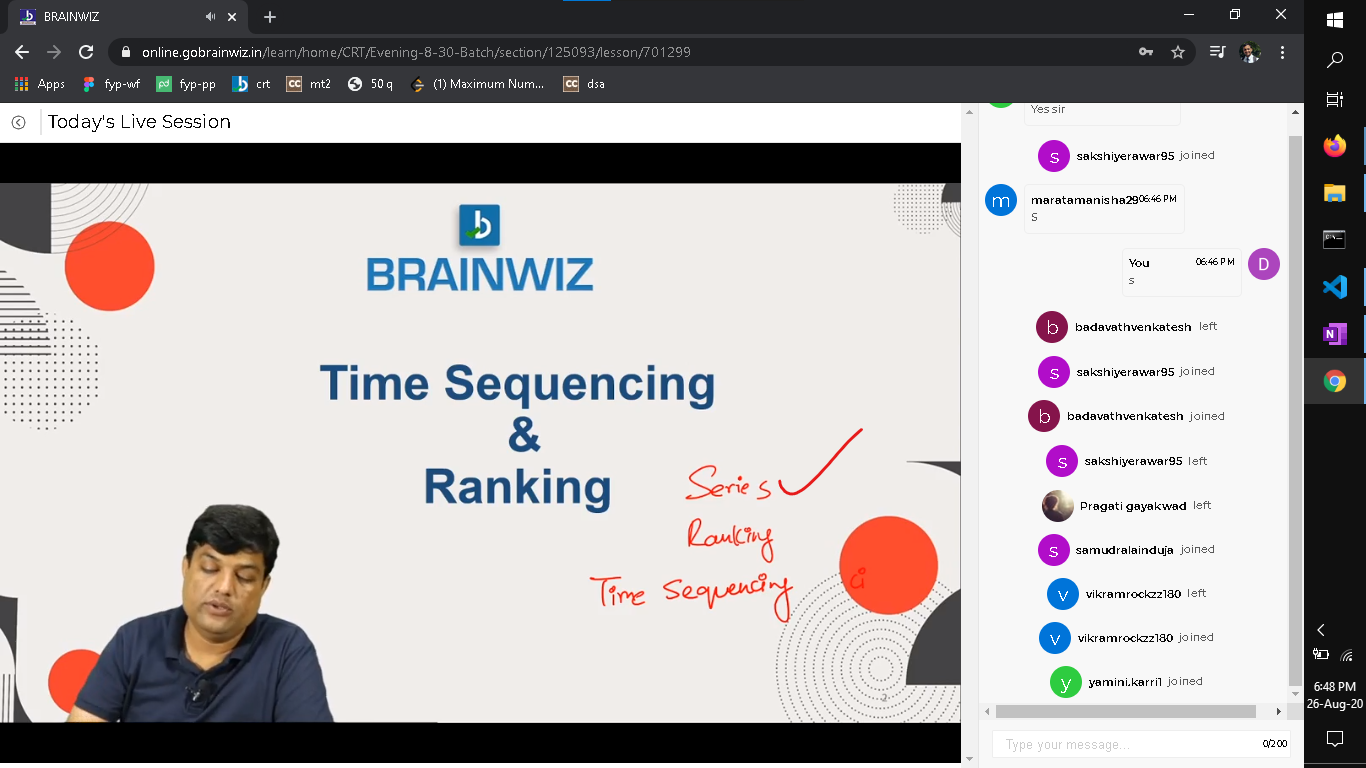 BRAINWIZ
online.gobrainwiz.in/learn/home/CRT/Evening-8-30-Batch/section/125093/lesson/701299
Apps fyp-wf fyp-pp crt CC mt2 50 q (1) Maximum Num... CC dsa
Today's Live Session
b
BRAINWIZ
Time Sequencing
&
Ranking
Series
Ranking
Time Sequencing ci
2
Yes sir
s sakshiyerawar95 joined
m maratamanisha29 06:46 PM
S
You 06:46 PM D
s
b badavathvenkatesh left
s sakshiyerawar95 joined
b badavathvenkatesh joined
s sakshiyerawar95 left
Pragati gayakwad left
s samudralainduja joined
v vikramrockzz180 left
v vikramrockzz180 joined
y yamini.karri1 joined
Type your message... 0/200
N
6:48 PM
26-Aug-20